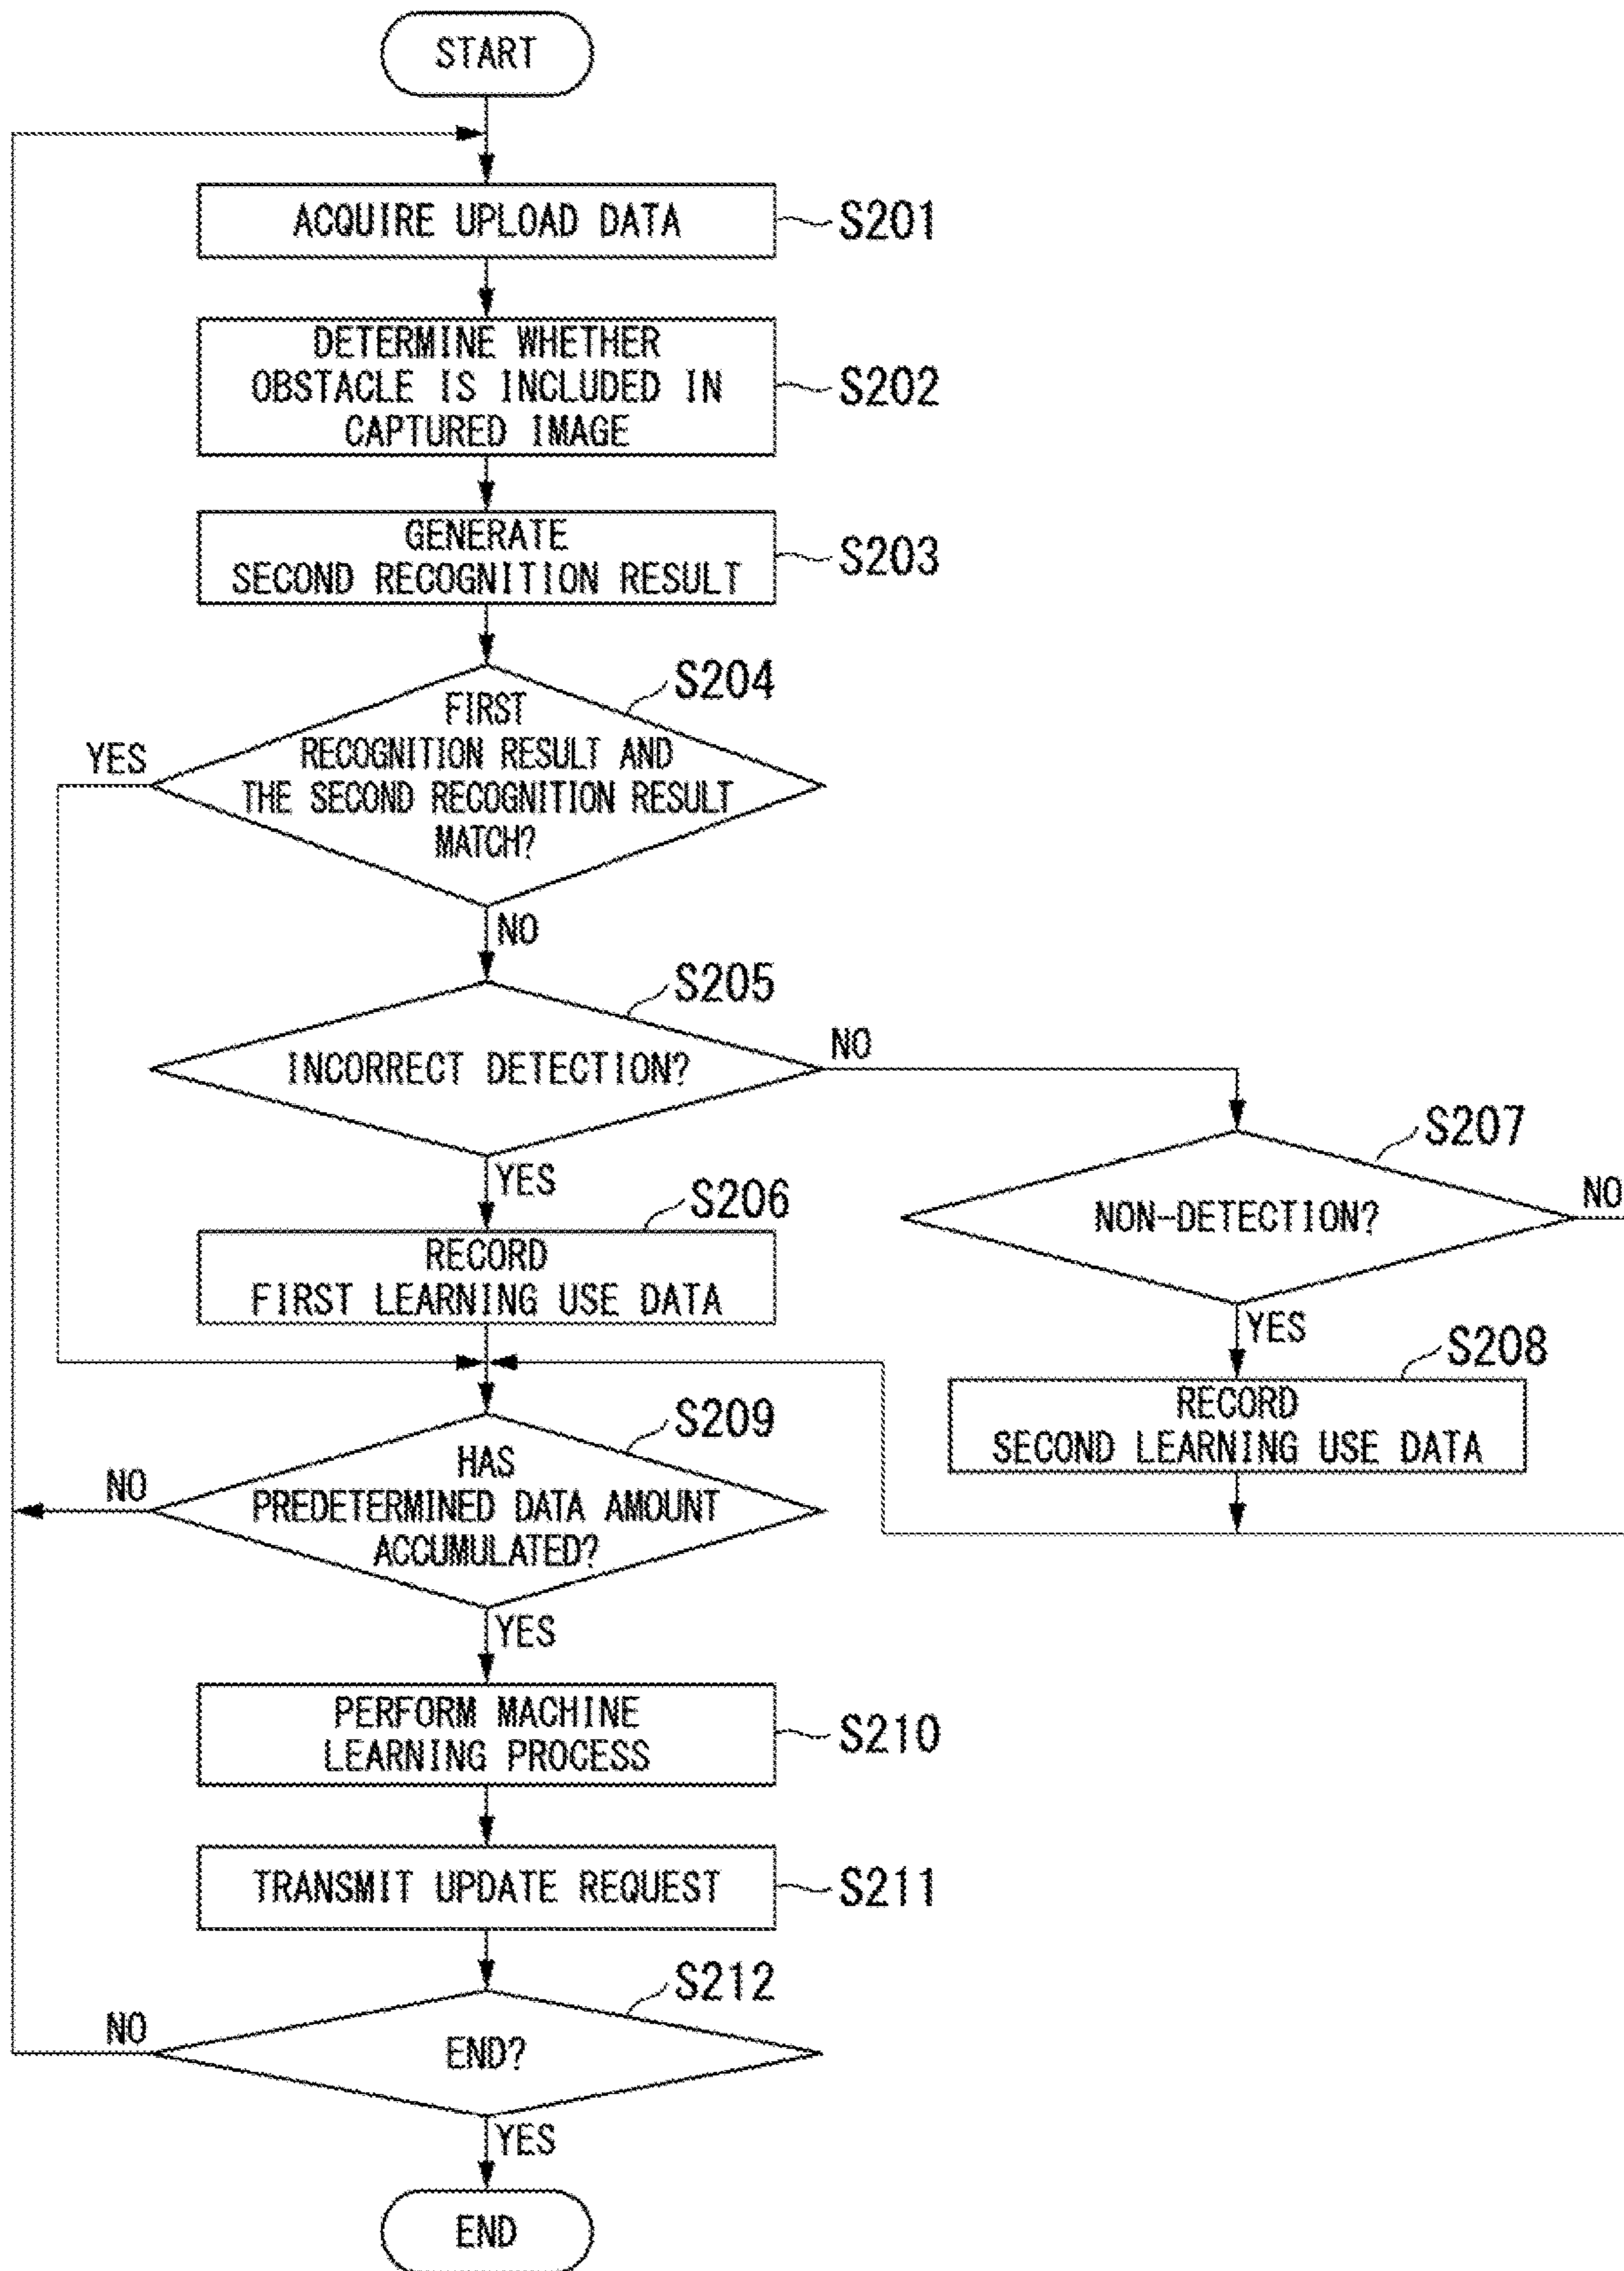 START
ACQUIRE UPLOAD DATA
S201
DETERMINE WHETHER
OBSTACLE IS INCLUDED IN
CAPTURED IMAGE
S202
GENERATE
SECOND RECOGNITION RESULT
S203
S204
FIRST
RECOGNITION RESULT AND
THE SECOND RECOGNITION RESULT
MATCH?
YES
NO
S205
INCORRECT DETECTION?
NO
YES
S207
NON-DETECTION?
NO
YES
S206
RECORD
FIRST LEARNING USE DATA
S208
RECORD
SECOND LEARNING USE DATA
S209
HAS
PREDETERMINED DATA AMOUNT
ACCUMULATED?
NO
YES
PERFORM MACHINE
LEARNING PROCESS
S210
TRANSMIT UPDATE REQUEST
S211
S212
END?
NO
YES
END